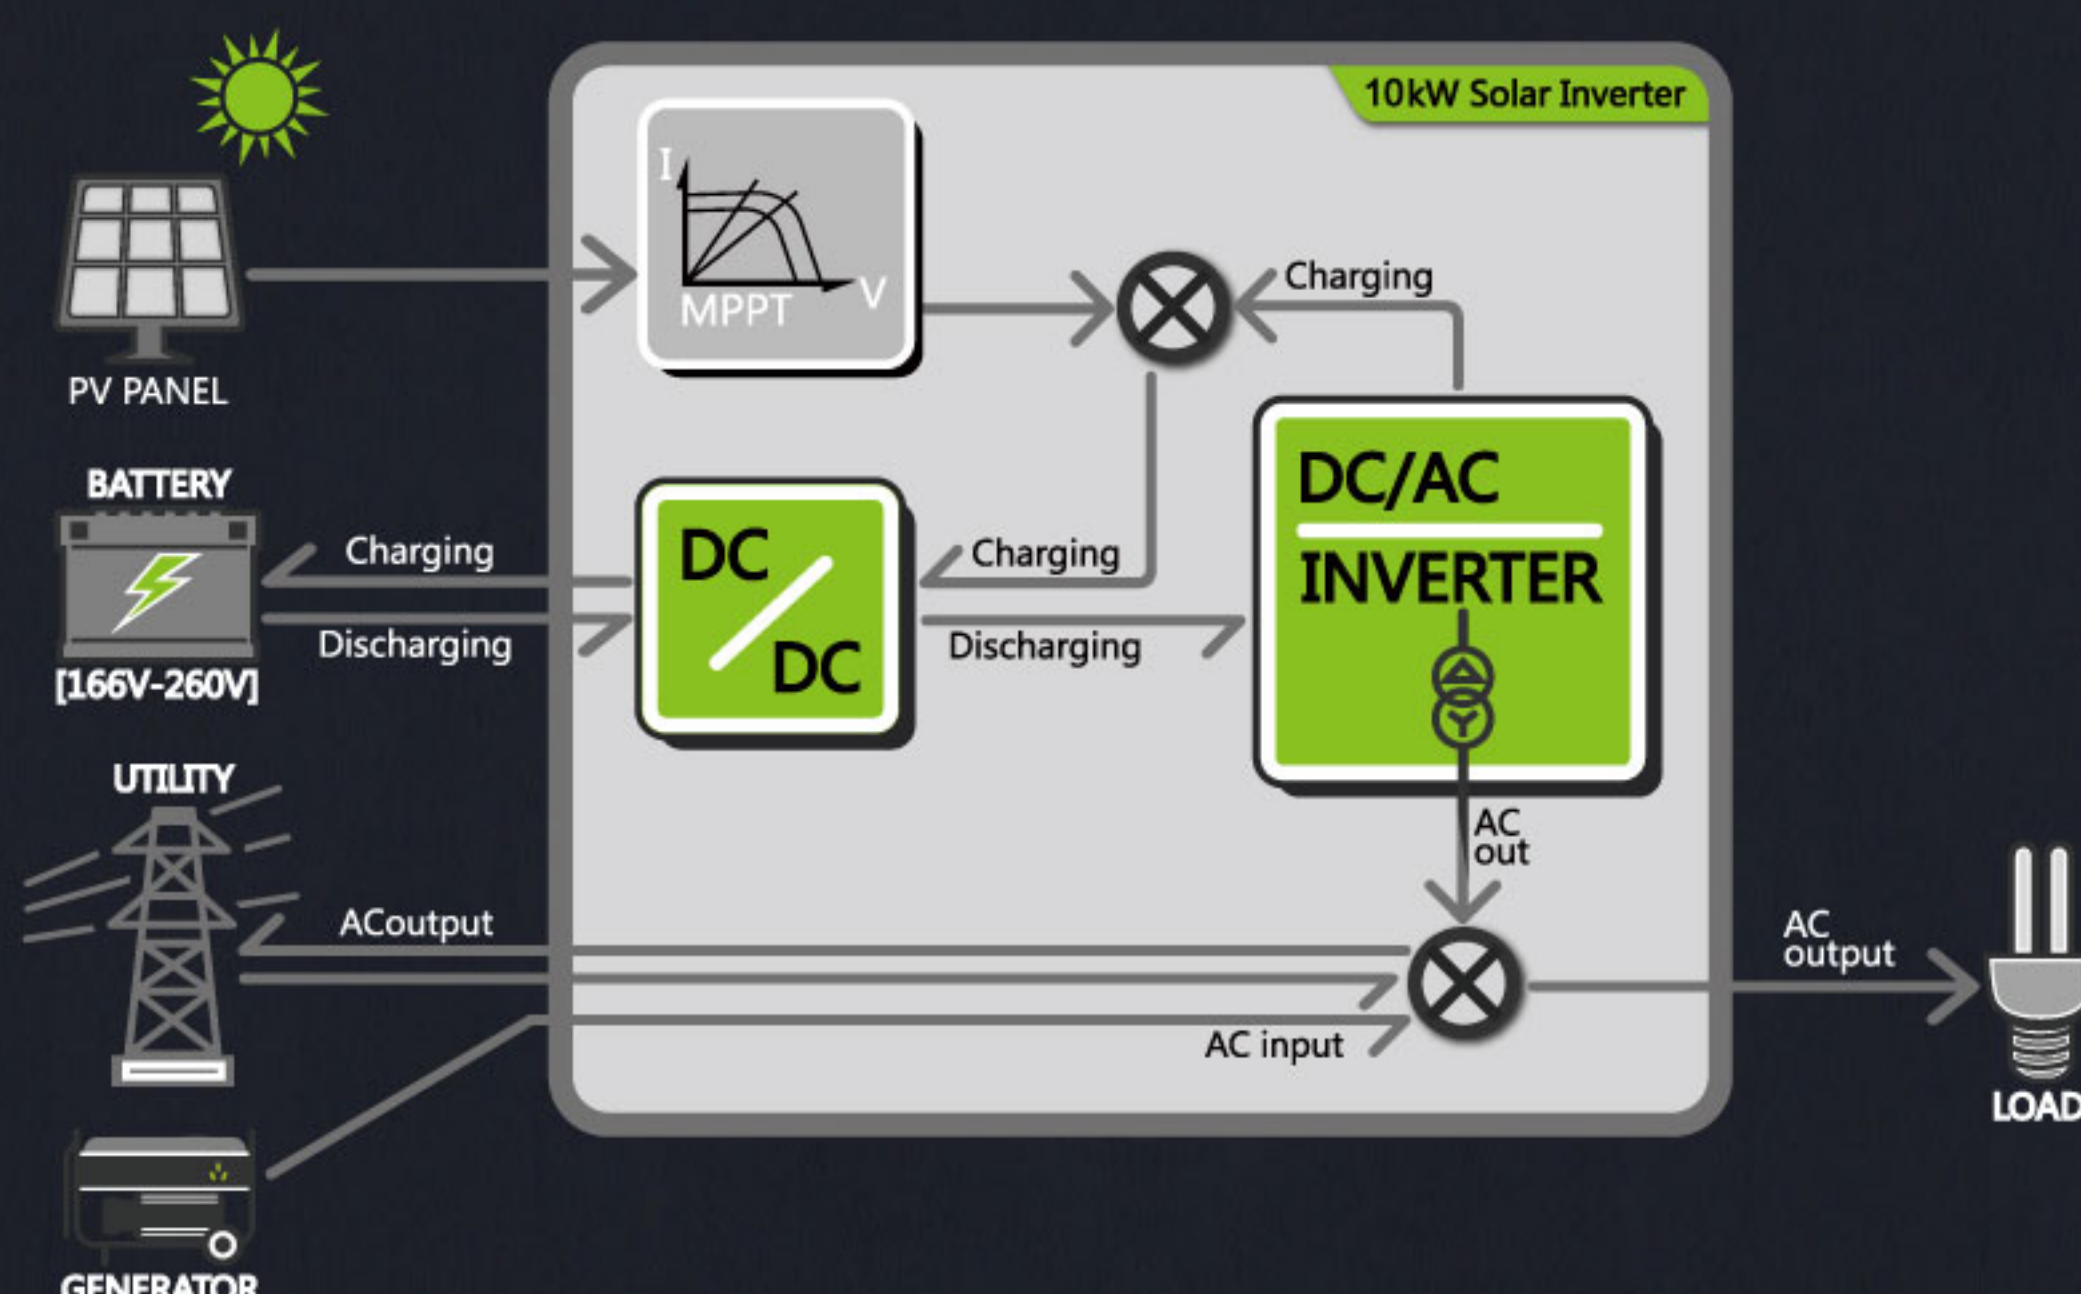 10kW Solar Inverter
I
V
MPPT
Charging
PV PANEL
BATTERY
Charging
Discharging
[166V-260V]
DC
DC
Charging
Discharging
DC/AC
INVERTER
Y
AC
out
UTILITY
ACoutput
AC input
AC
output
LOAD
GENERATOR